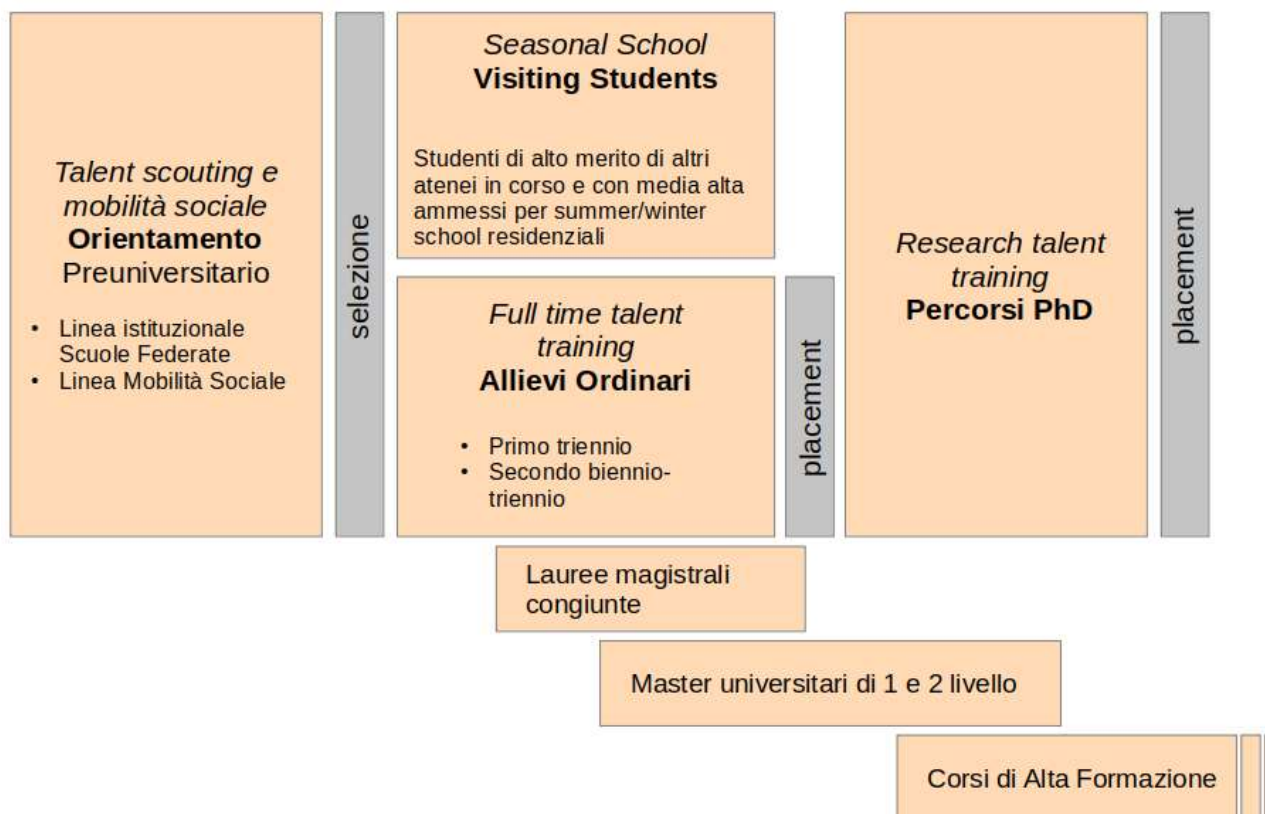 Talent scouting e
mobilità sociale
Orientamento
Preuniversitario
• Linea istituzionale
Scuole Federate
• Linea Mobilità Sociale
selezione
Seasonal School
Visiting Students
Studenti di alto merito di altri
atenei in corso e con media alta
ammessi per summer/winter
school residenziali
Full time talent
training
Allievi Ordinari
• Primo triennio
• Secondo biennio-
triennio
placement
Research talent
training
Percorsi PhD
placement
Lauree magistrali
congiunte
Master universitari di 1 e 2 livello
Corsi di Alta Formazione